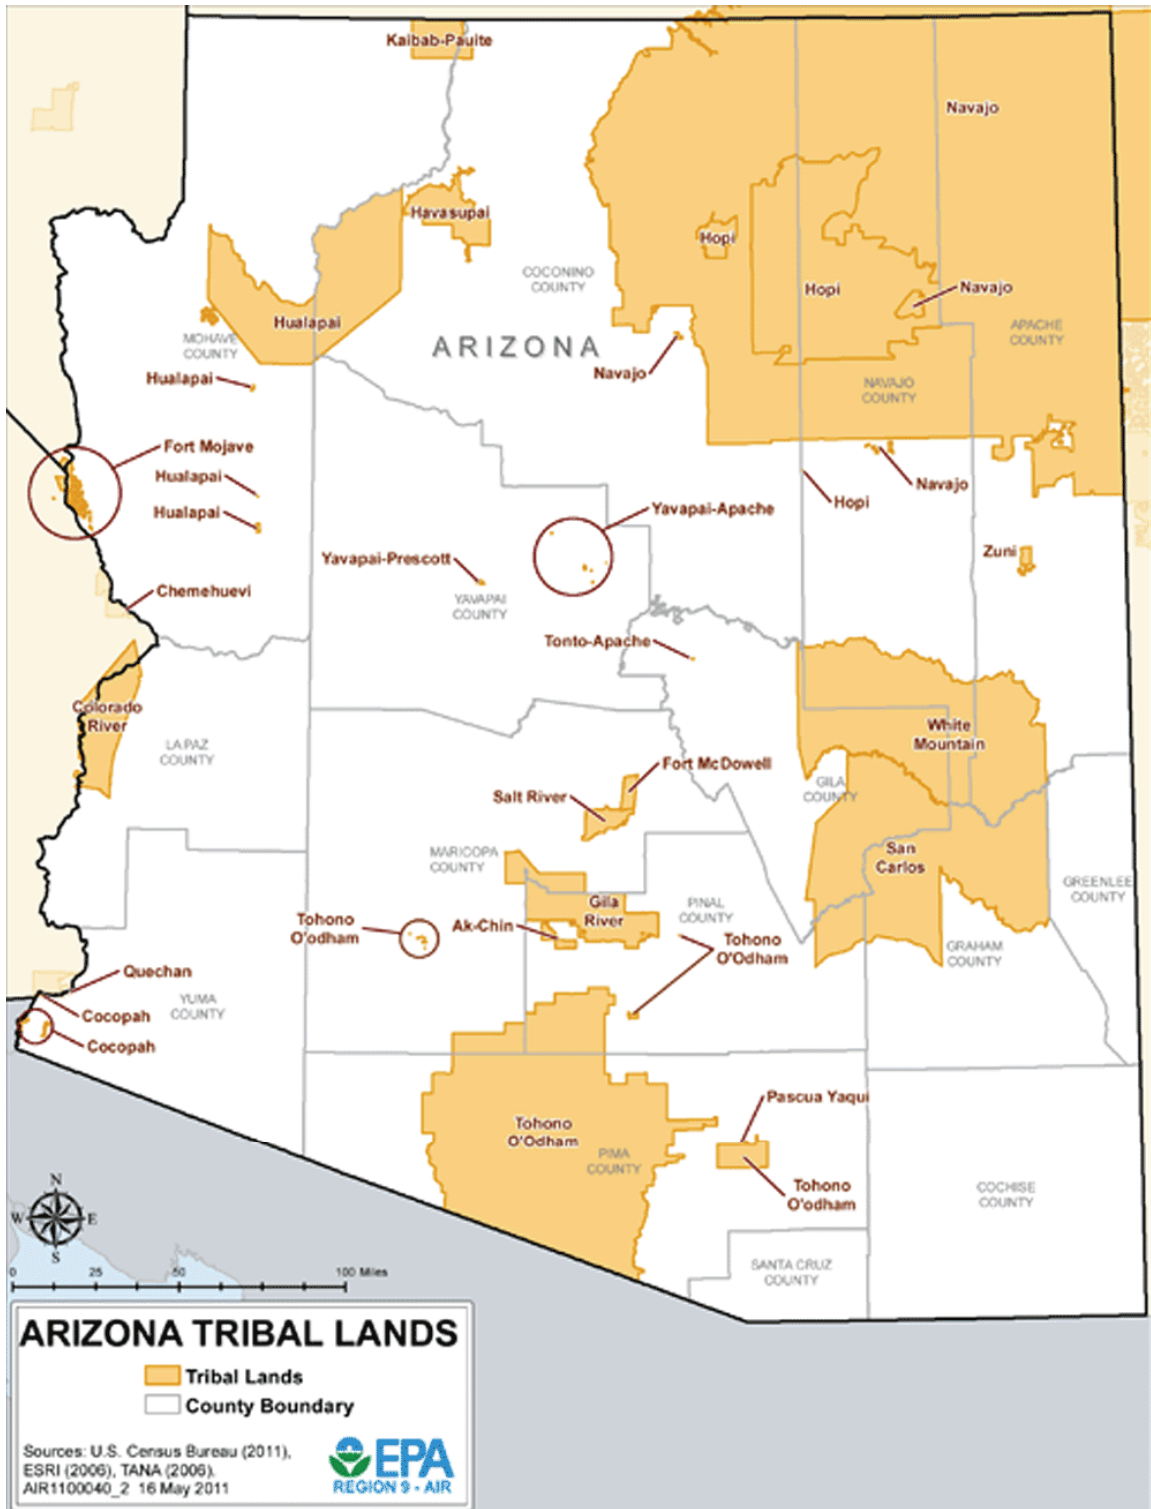 Kaibab-Pauite
Navajo
Havasupai
Hopi
COCONINO
COUNTY
Hopi
Navajo
Hualapai
APACHE
COUNTY
MOHAVE
COUNTY
ARIZONA
Navajo
Hualapai
NAVAJO
COUNTY
Fort Mojave
Hualapai
Navajo
Hopi
Hualapai
Yavapai-Apache
Yavapai-Prescott
Zuni
Chemehuevi
YAVAPAI
COUNTY
Tonto-Apache
Colorado
River
White
Mountain
LA PAZ
COUNTY
Fort McDowell
Salt River
GILA
COUNTY
MARICOPA
COUNTY
San
Carlos
GREENLEE
COUNTY
Gila
River
PINAL
COUNTY
Tohono
O'odham
Ak-Chin
Tohono
O'Odham
GRAHAM
COUNTY
Quechan
YUMA
COUNTY
Cocopah
Cocopah
Pascua Yaqui
Tohono
O'Odham
PIMA
COUNTY
Tohono
O'odham
COCHISE
COUNTY
SANTA CRUZ
COUNTY
N
W
E
S
0 25 50 100 Miles
ARIZONA TRIBAL LANDS
Tribal Lands
County Boundary
Sources: U.S. Census Bureau (2011),
ESRI (2006), TANA (2006).
AIR1100040_2 16 May 2011
EPA
REGION 9 - AIR